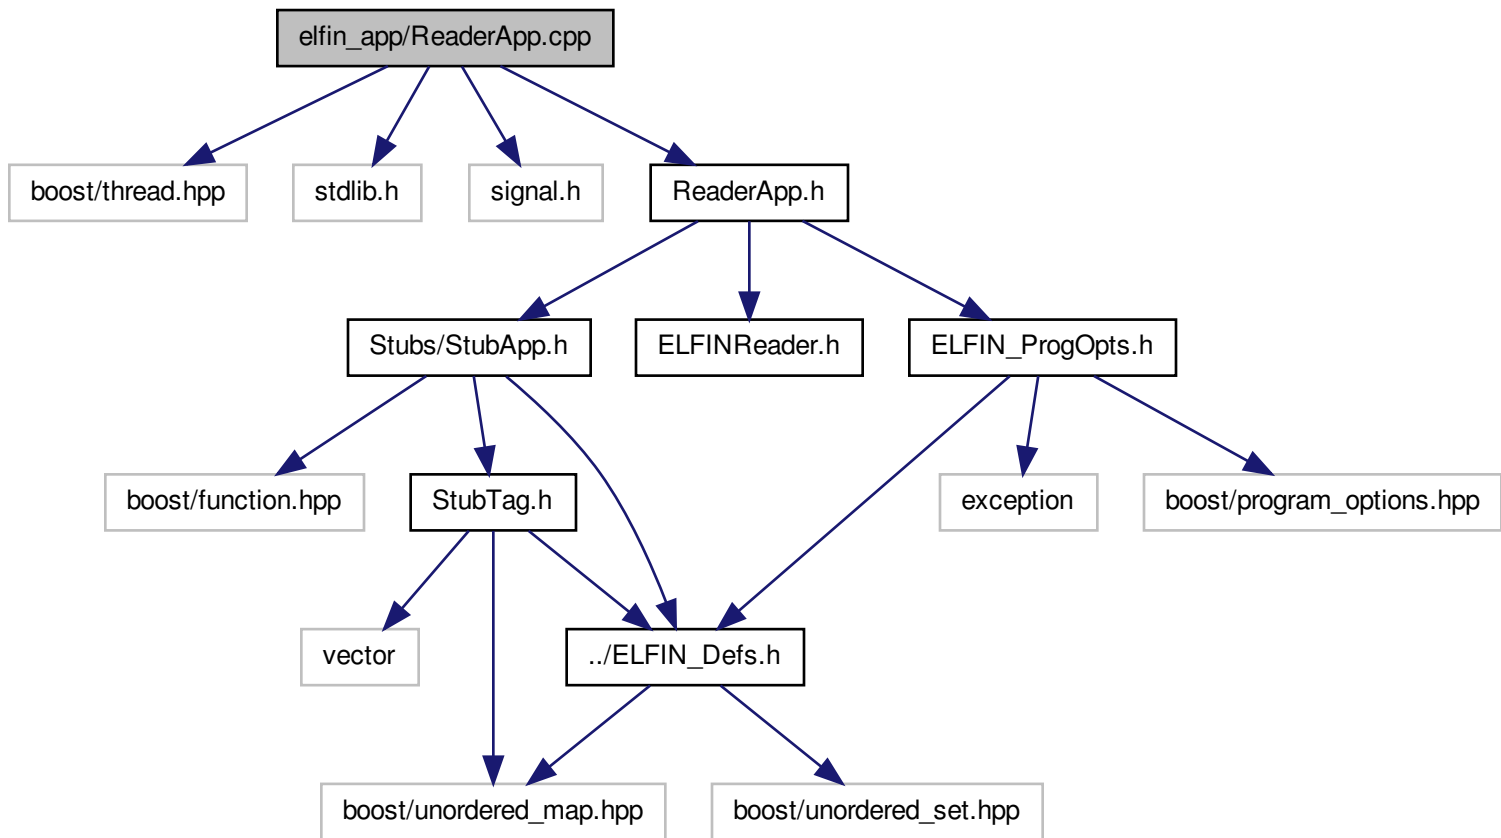 elfin_app/ReaderApp.cpp
boost/thread.hpp
stdlib.h
signal.h
ReaderApp.h
Stubs/StubApp.h
ELFINReader.h
ELFIN_ProgOpts.h
boost/function.hpp
StubTag.h
exception
boost/program_options.hpp
vector
../ELFIN_Defs.h
boost/unordered_map.hpp
boost/unordered_set.hpp